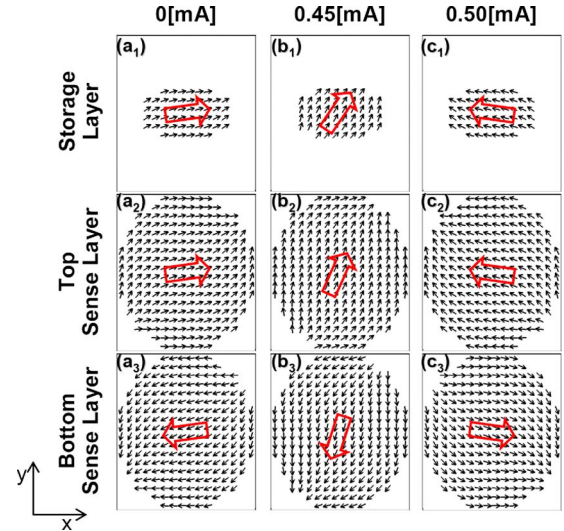 0[mA] 0.45[mA] 0.50[mA]
Storage
Layer
(a1) (b1) (c1)
Top
Sense Layer
(a2) (b2) (c2)
Bottom
Sense Layer
(a3) (b3) (c3)
y
x